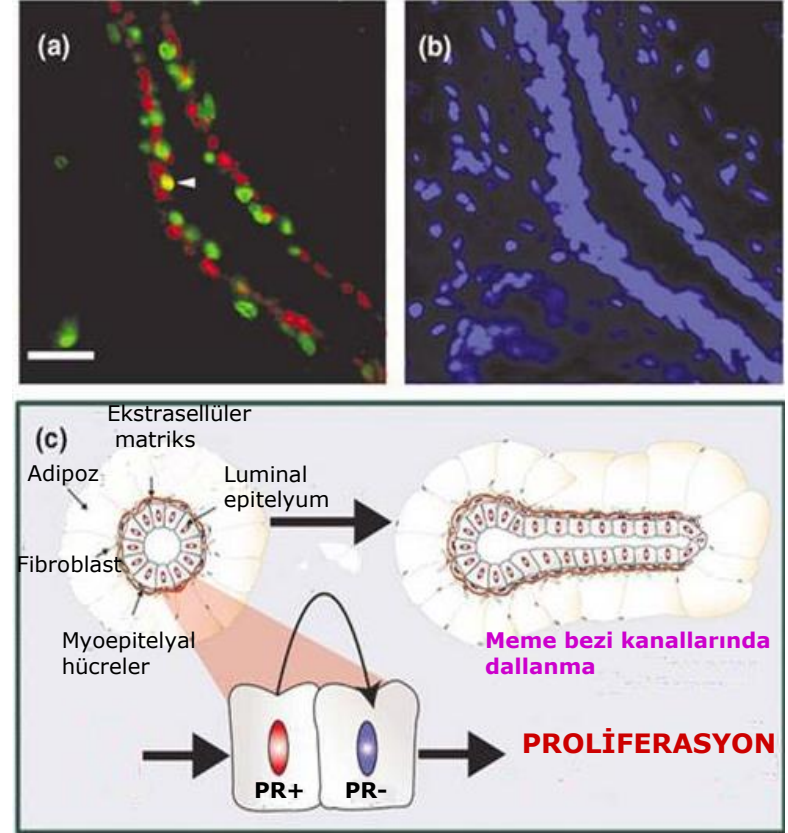 (a)
(b)
(c)
Ekstrasellüler
matriks
Adipoz
Luminal
epitelyum
Fibroblast
Myoepitelyal
hücreler
Meme bezi kanallarında
dallanma
PROLİFERASYON
PR+
PR-